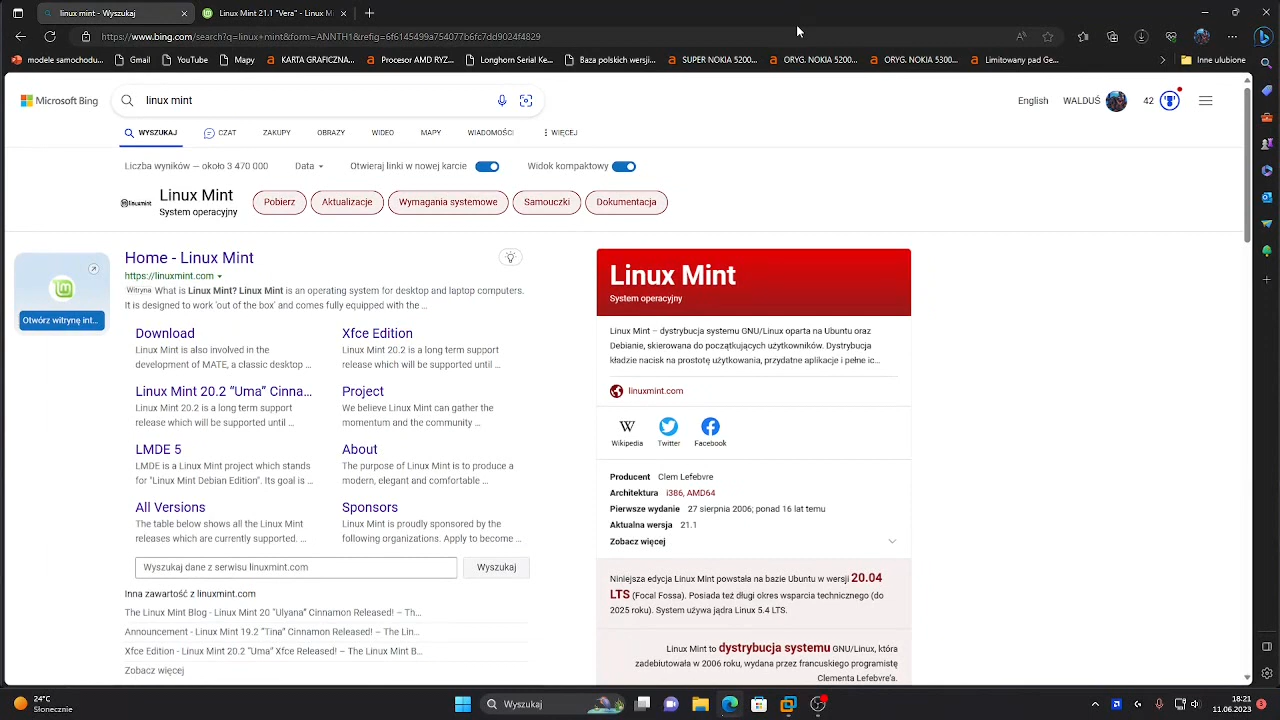 linux mint - Wyszukaj
Linux Mint 21.1 "Vera" - Linux M
https://www.bing.com/search?q=linux+mint&form=ANNTH1&refig=6f6145499a754077bf6472dd9024f829
modele samochodu...
Gmail
YouTube
Mapy
KARTA GRAFICZNA...
Procesor AMD RYZ...
Longhorn Serial Ke...
Baza polskich wersji...
SUPER NOKIA 5200...
ORYG. NOKIA 5200...
ORYG. NOKIA 5300...
Limitowany pad Ge...
Inne ulubione
Microsoft Bing
linux mint
English
WALDUŚ
42
WYSZUKAJ
CZAT
ZAKUPY
OBRAZY
WIDEO
MAPY
WIADOMOŚCI
WIĘCEJ
Liczba wyników — około 3 470 000
Data
Otwieraj linki w nowej karcie
Widok kompaktowy
linuxmint
Linux Mint
System operacyjny
Pobierz
Aktualizacje
Wymagania systemowe
Samouczki
Dokumentacja
Otwórz witrynę int...
Home - Linux Mint
https://linuxmint.com
Witryna What is Linux Mint? Linux Mint is an operating system for desktop and laptop computers.
It is designed to work 'out of the box' and comes fully equipped with the ...
Download
Linux Mint is also involved in the
development of MATE, a classic desktop ...
Xfce Edition
Linux Mint 20.2 is a long term support
release which will be supported until ...
Linux Mint 20.2 “Uma” Cinna...
Linux Mint 20.2 is a long term support
release which will be supported until ...
Project
We believe Linux Mint can gather the
momentum and the community ...
LMDE 5
LMDE is a Linux Mint project which stands
for "Linux Mint Debian Edition". Its goal is ...
About
The purpose of Linux Mint is to produce a
modern, elegant and comfortable ...
All Versions
The table below shows all the Linux Mint
releases which are currently supported. ...
Sponsors
Linux Mint is proudly sponsored by the
following organizations. Apply to become ...
Wyszukaj dane z serwisu linuxmint.com
Wyszukaj
Inna zawartość z linuxmint.com
The Linux Mint Blog - Linux Mint 20 “Ulyana” Cinnamon Released! – Th...
Announcement - Linux Mint 19.2 “Tina” Cinnamon Released! – The Lin...
Xfce Edition - Linux Mint 20.2 “Uma” Xfce Released! – The Linux Mint B...
Zobacz więcej
Linux Mint
System operacyjny
Linux Mint – dystrybucja systemu GNU/Linux oparta na Ubuntu oraz
Debianie, skierowana do początkujących użytkowników. Dystrybucja
kładzie nacisk na prostotę użytkowania, przydatne aplikacje i pełne ic...
linuxmint.com
Wikipedia
Twitter
Facebook
Producent Clem Lefebvre
Architektura i386, AMD64
Pierwsze wydanie 27 sierpnia 2006; ponad 16 lat temu
Aktualna wersja 21.1
Zobacz więcej
Niniejsza edycja Linux Mint powstała na bazie Ubuntu w wersji 20.04
LTS (Focal Fossa). Posiada też długi okres wsparcia technicznego (do
2025 roku). System używa jądra Linux 5.4 LTS.
Linux Mint to dystrybucja systemu GNU/Linux, która
zadebiutowała w 2006 roku, wydana przez francuskiego programistę
Clementa Lefebvre'a.
24°C
Słonecznie
Wyszukaj
11.06.2023